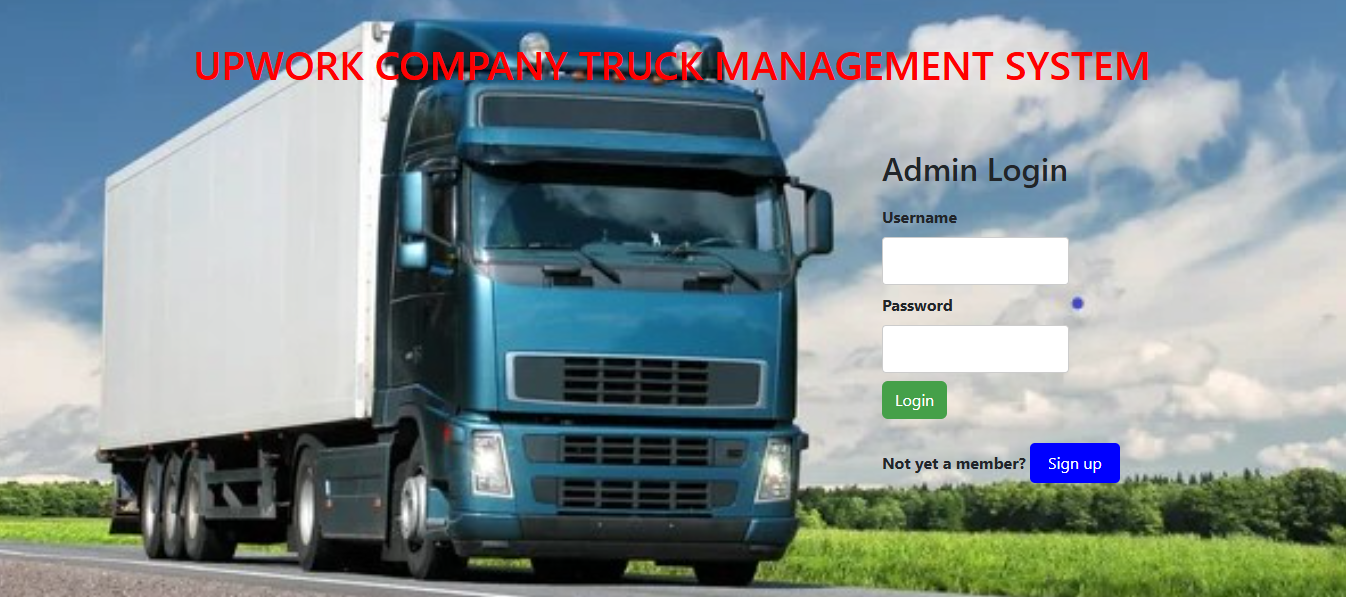 UPWORK COMPANY TRUCK MANAGEMENT SYSTEM
Admin Login
Username
Password
Login
Not yet a member? Sign up